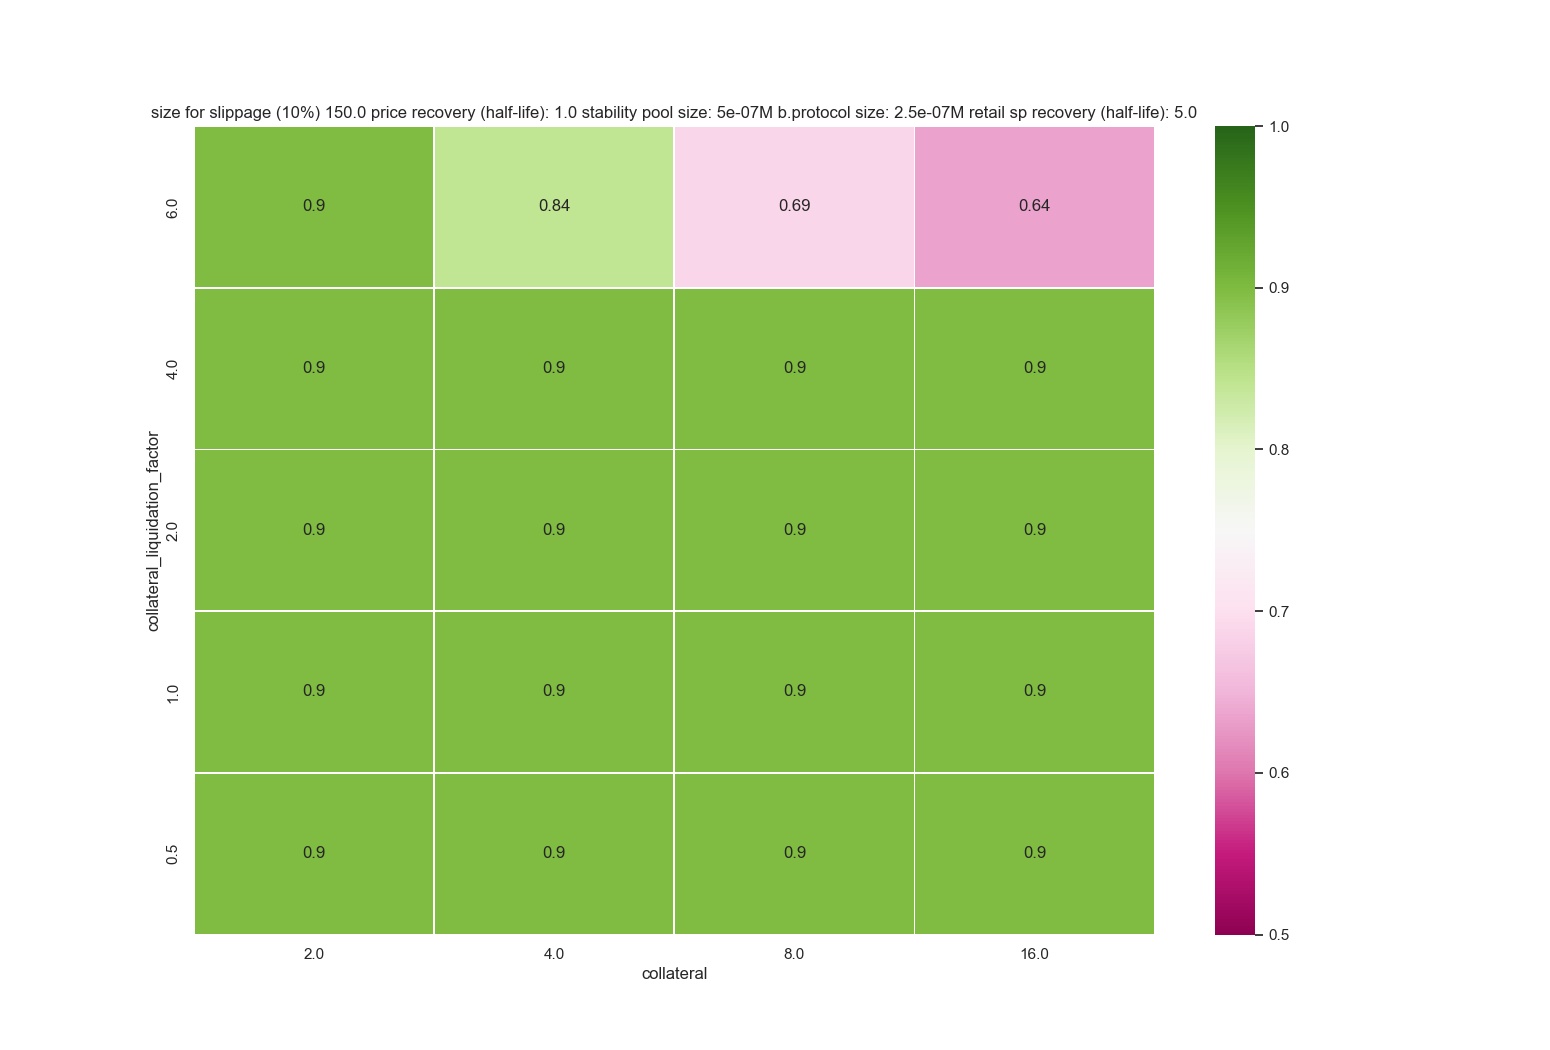 size for slippage (10%) 150.0 price recovery (half-life): 1.0 stability pool size: 5e-07M b.protocol size: 2.5e-07M retail sp recovery (half-life): 5.0
collateral_liquidation_factor
6.0
0.9 0.84 0.69 0.64
4.0
0.9 0.9 0.9 0.9
2.0
0.9 0.9 0.9 0.9
1.0
0.9 0.9 0.9 0.9
0.5
0.9 0.9 0.9 0.9
2.0 4.0 8.0 16.0
collateral
1.0
0.9
0.8
0.7
0.6
0.5